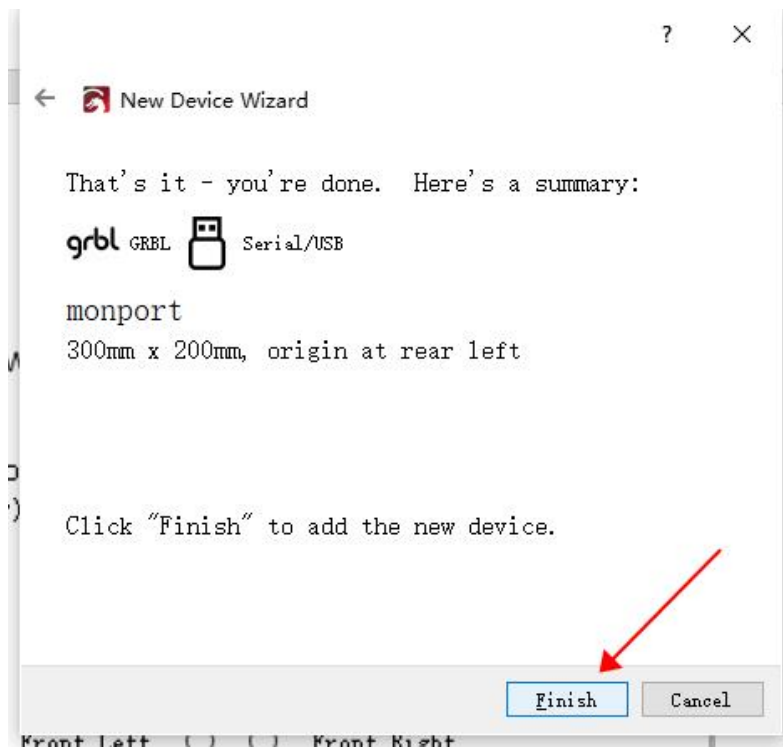 ?
New Device Wizard
That's it - you're done. Here's a summary:
grbl GRBL Serial/USB
monport
300mm x 200mm, origin at rear left
Click "Finish" to add the new device.
Finish Cancel
Front Left Front Right